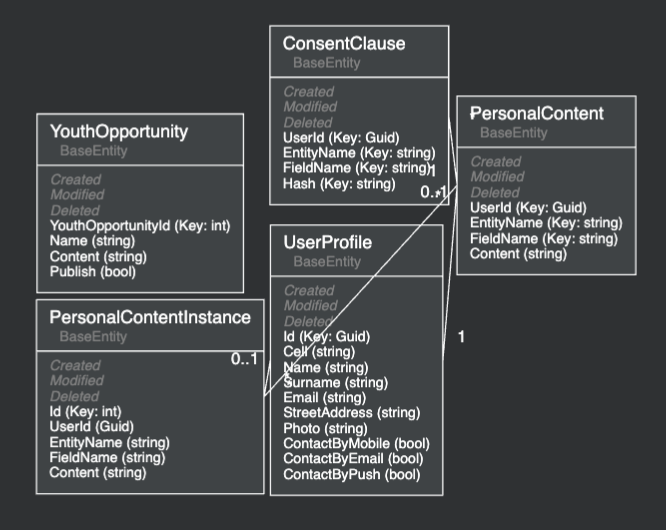 ConsentClause
BaseEntity
Created
Modified
Deleted
UserId (Key: Guid)
EntityName (Key: string)
FieldName (Key: string)
Hash (Key: string)
1
0..1
PersonalContent
BaseEntity
Created
Modified
Deleted
UserId (Key: Guid)
EntityName (Key: string)
FieldName (Key: string)
Content (string)
YouthOpportunity
BaseEntity
Created
Modified
Deleted
YouthOpportunityId (Key: int)
Name (string)
Content (string)
Publish (bool)
UserProfile
BaseEntity
Created
Modified
Deleted
Id (Key: Guid)
Cell (string)
Name (string)
Surname (string)
Email (string)
StreetAddress (string)
Photo (string)
ContactByMobile (bool)
ContactByEmail (bool)
ContactByPush (bool)
1
PersonalContentInstance
BaseEntity
0..1
Created
Modified
Deleted
Id (Key: int)
UserId (Guid)
EntityName (string)
FieldName (string)
Content (string)